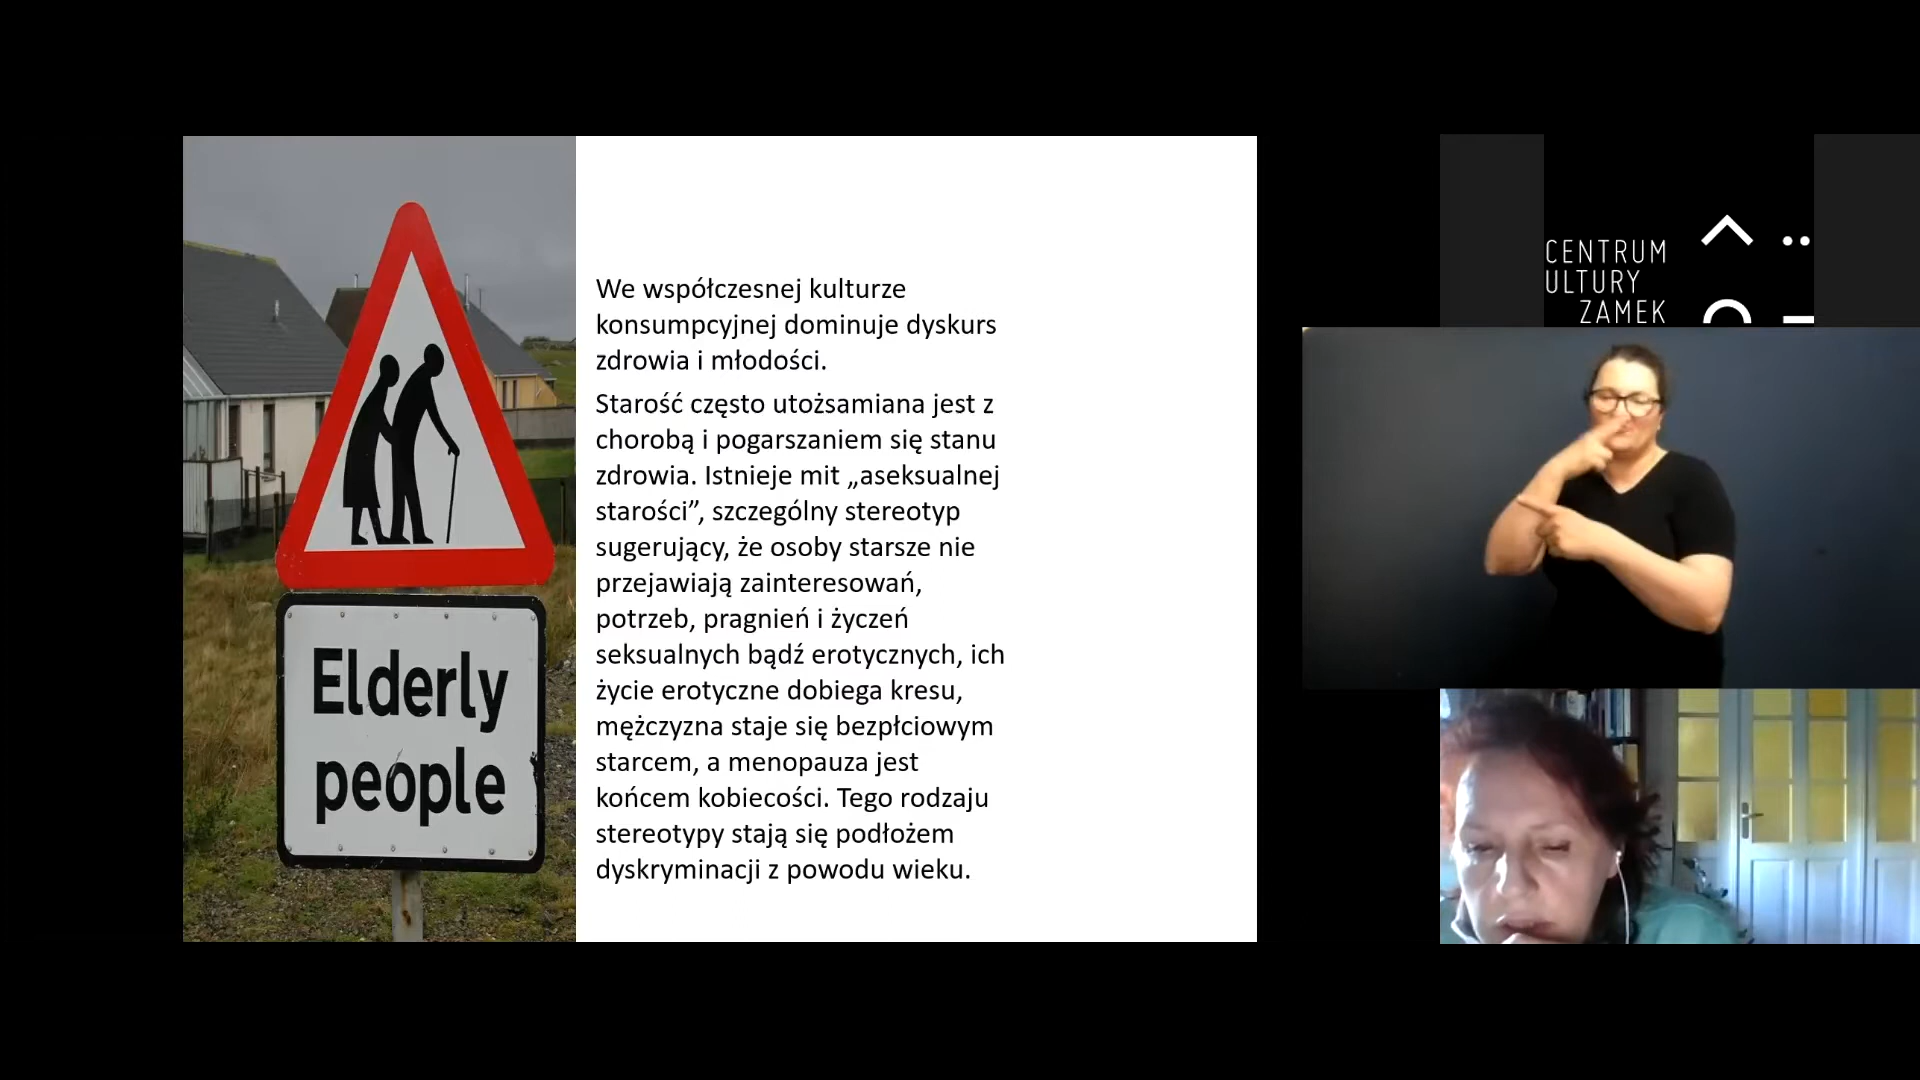 Elderly
people
We współczesnej kulturze
konsumpcyjnej dominuje dyskurs
zdrowia i młodości.
Starość często utożsamiana jest z
chorobą i pogarszaniem się stanu
zdrowia. Istnieje mit „aseksualnej
starości”, szczególny stereotyp
sugerujący, że osoby starsze nie
przejawiają zainteresowań,
potrzeb, pragnień i życzeń
seksualnych bądź erotycznych, ich
życie erotyczne dobiega kresu,
mężczyzna staje się bezpłciowym
starcem, a menopauza jest
końcem kobiecości. Tego rodzaju
stereotypy stają się podłożem
dyskryminacji z powodu wieku.
CENTRUM
ULTURY
ZAMEK